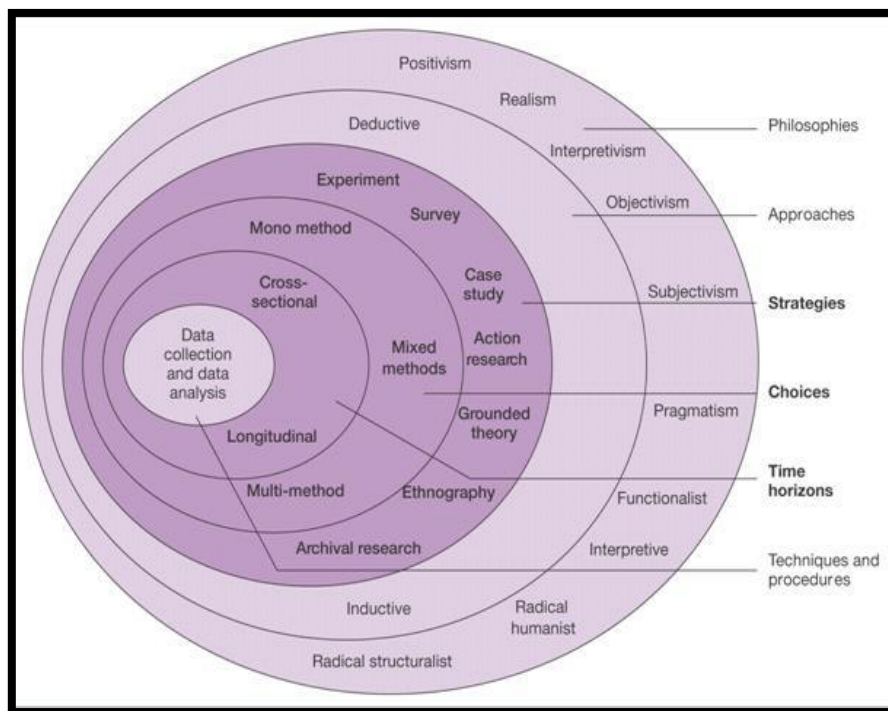 Positivism
Realism
Philosophies
Deductive
Interpretivism
Experiment
Objectivism
Approaches
Survey
Mono method
Cross-
sectional
Case
study
Subjectivism
Strategies
Data
collection
and data
analysis
Mixed
methods
Action
research
Choices
Grounded
theory
Pragmatism
Longitudinal
Time
horizons
Multi-method
Ethnography
Functionalist
Archival research
Interpretive
Techniques and
procedures
Inductive
Radical
humanist
Radical structuralist